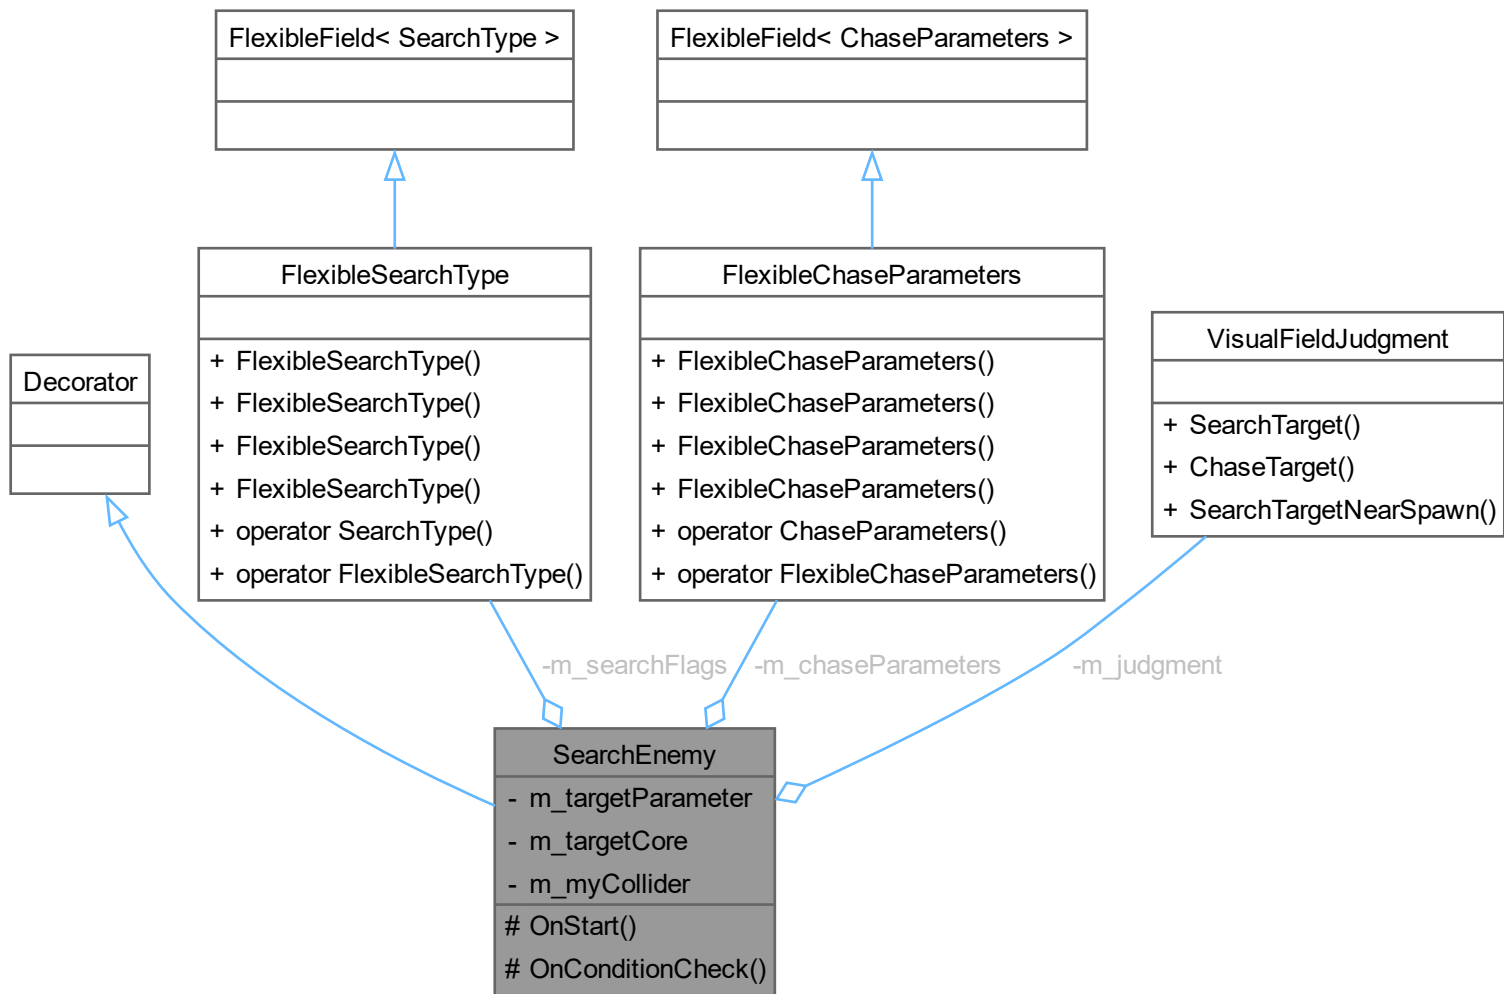 FlexibleField< SearchType >
FlexibleField< ChaseParameters >
FlexibleSearchType
+ FlexibleSearchType()
+ FlexibleSearchType()
+ FlexibleSearchType()
+ FlexibleSearchType()
+ operator SearchType()
+ operator FlexibleSearchType()
FlexibleChaseParameters
+ FlexibleChaseParameters()
+ FlexibleChaseParameters()
+ FlexibleChaseParameters()
+ FlexibleChaseParameters()
+ operator ChaseParameters()
+ operator FlexibleChaseParameters()
VisualFieldJudgment
+ SearchTarget()
+ ChaseTarget()
+ SearchTargetNearSpawn()
Decorator
-m_searchFlags
-m_chaseParameters
-m_judgment
SearchEnemy
- m_targetParameter
- m_targetCore
- m_myCollider
# OnStart()
# OnConditionCheck()